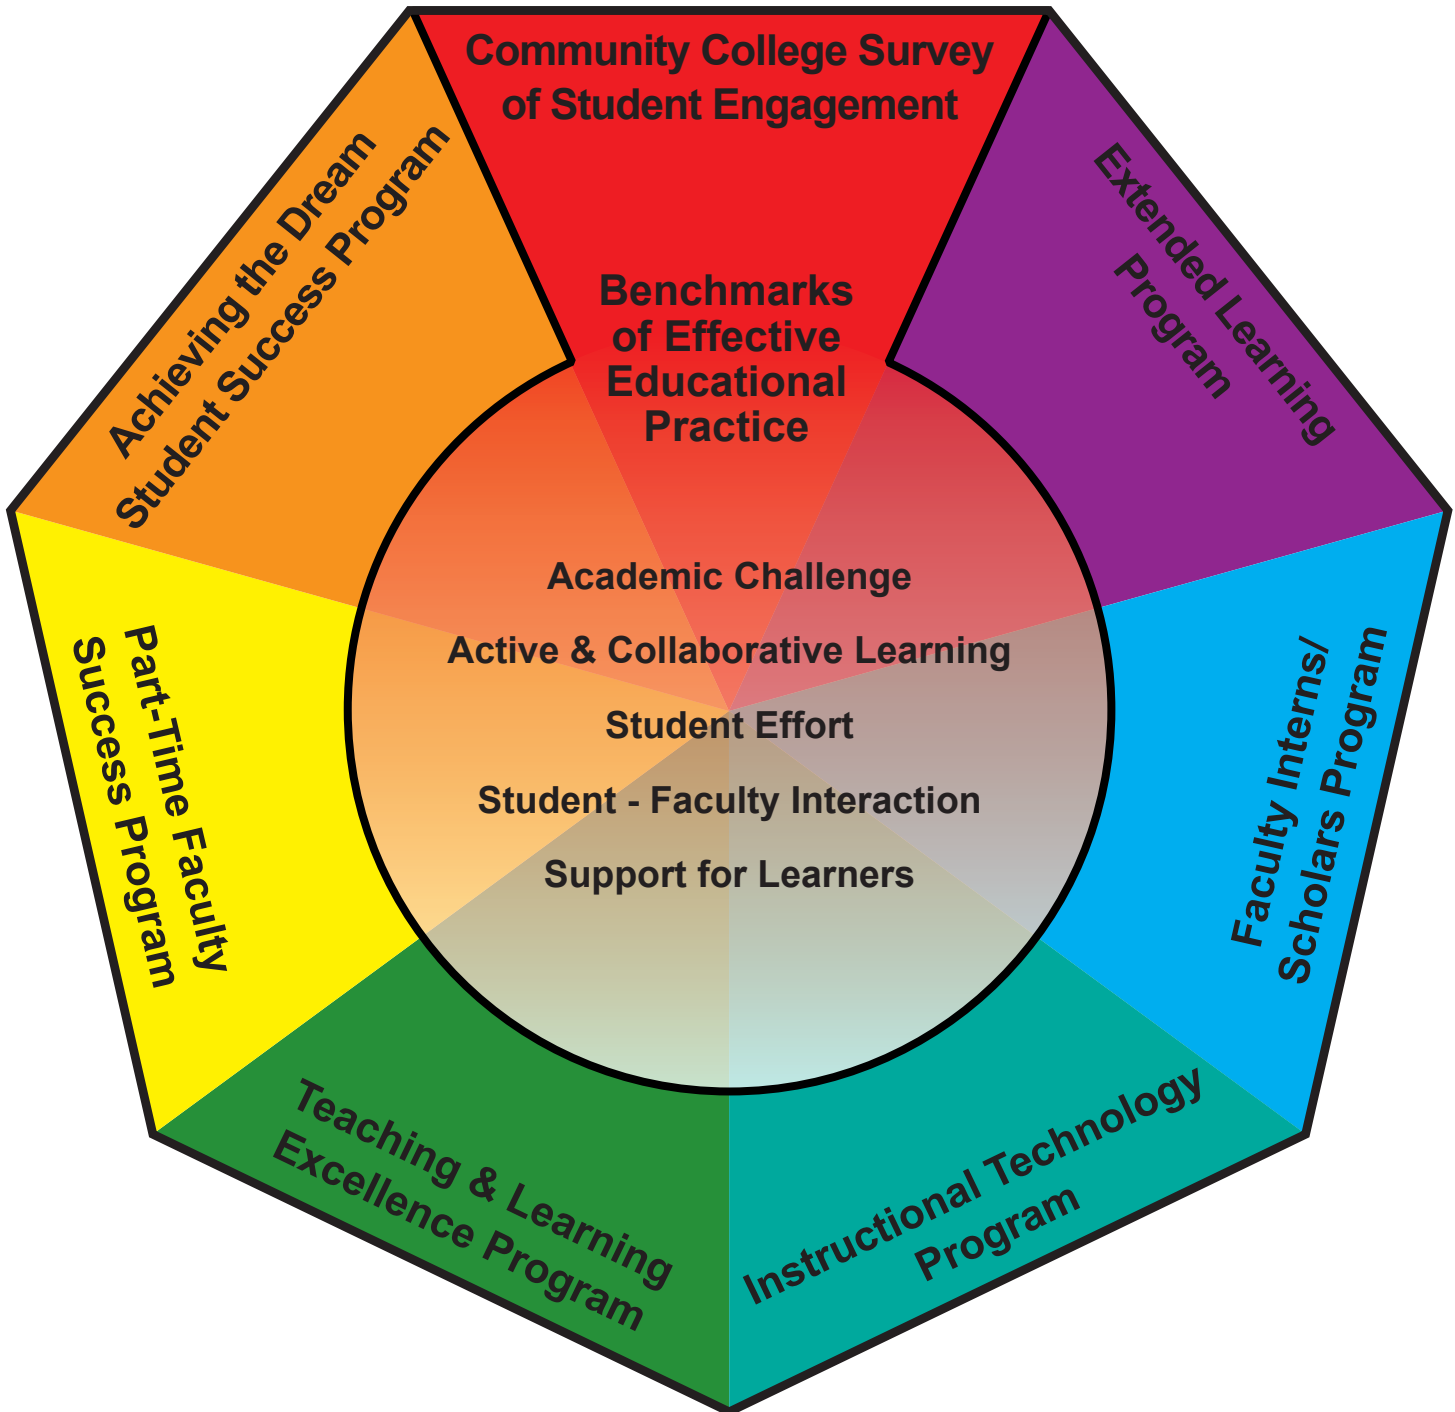 Community College Survey
of Student Engagement
Benchmarks
of Effective
Educational
Practice
Academic Challenge
Active & Collaborative Learning
Student Effort
Student - Faculty Interaction
Support for Learners
Extended Learning
Program
Faculty Interns/
Scholars Program
Instructional Technology
Program
Teaching & Learning
Excellence Program
Part-Time Faculty
Success Program
Achieving the Dream
Student Success Program